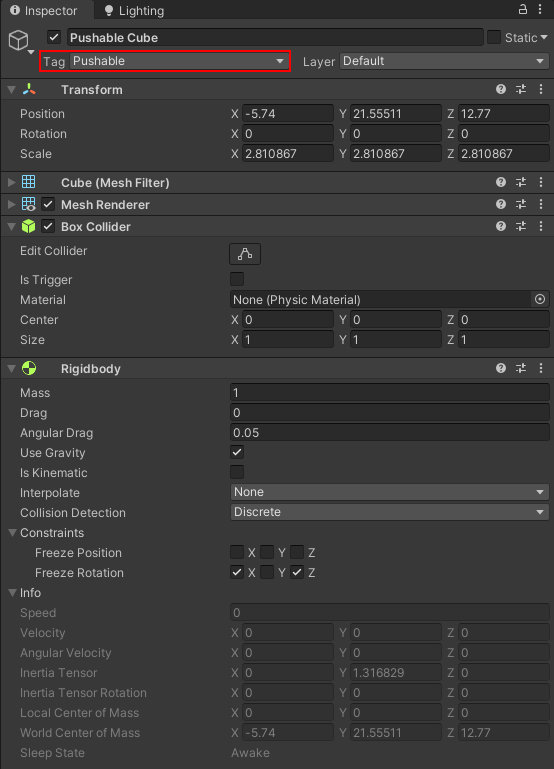 Inspector Lighting
Pushable Cube Static
Tag Pushable Layer Default
Transform
Position X -5.74 Y 21.55511 Z 12.77
Rotation X 0 Y 0 Z 0
Scale X 2.810867 Y 2.810867 Z 2.810867
Cube (Mesh Filter)
Mesh Renderer
Box Collider
Edit Collider
Is Trigger
Material None (Physic Material)
Center X 0 Y 0 Z 0
Size X 1 Y 1 Z 1
Rigidbody
Mass 1
Drag 0
Angular Drag 0.05
Use Gravity
Is Kinematic
Interpolate None
Collision Detection Discrete
Constraints
Freeze Position X Y Z
Freeze Rotation X Y Z
Info
Speed 0
Velocity X 0 Y 0 Z 0
Angular Velocity X 0 Y 0 Z 0
Inertia Tensor X 0 Y 1.316829 Z 0
Inertia Tensor Rotation X 0 Y 0 Z 0
Local Center of Mass X 0 Y 0 Z 0
World Center of Mass X -5.74 Y 21.55511 Z 12.77
Sleep State Awake